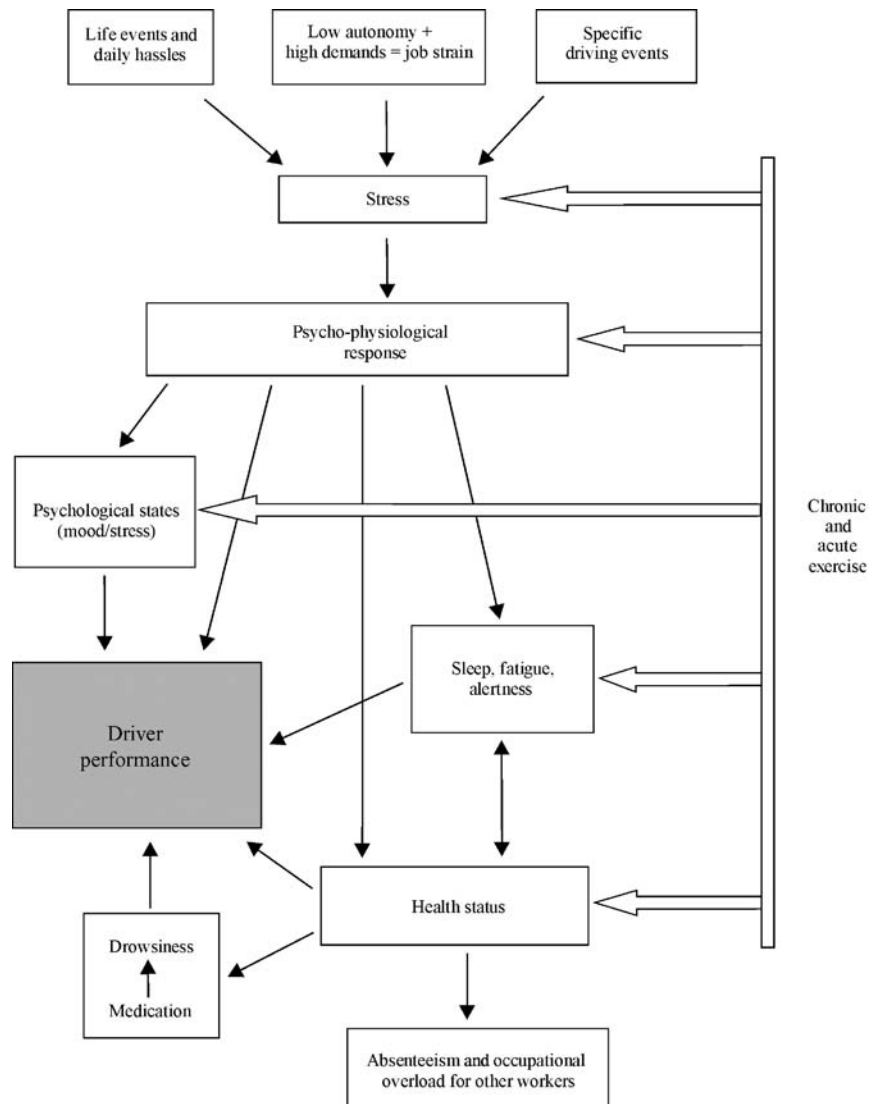 Life events and
daily hassles
Low autonomy +
high demands = job strain
Specific
driving events
Stress
Psycho-physiological
response
Psychological states
(mood/stress)
Chronic
and
acute
exercise
Sleep, fatigue,
alertness
Driver
performance
Health status
Drowsiness
Medication
Absenteeism and occupational
overload for other workers